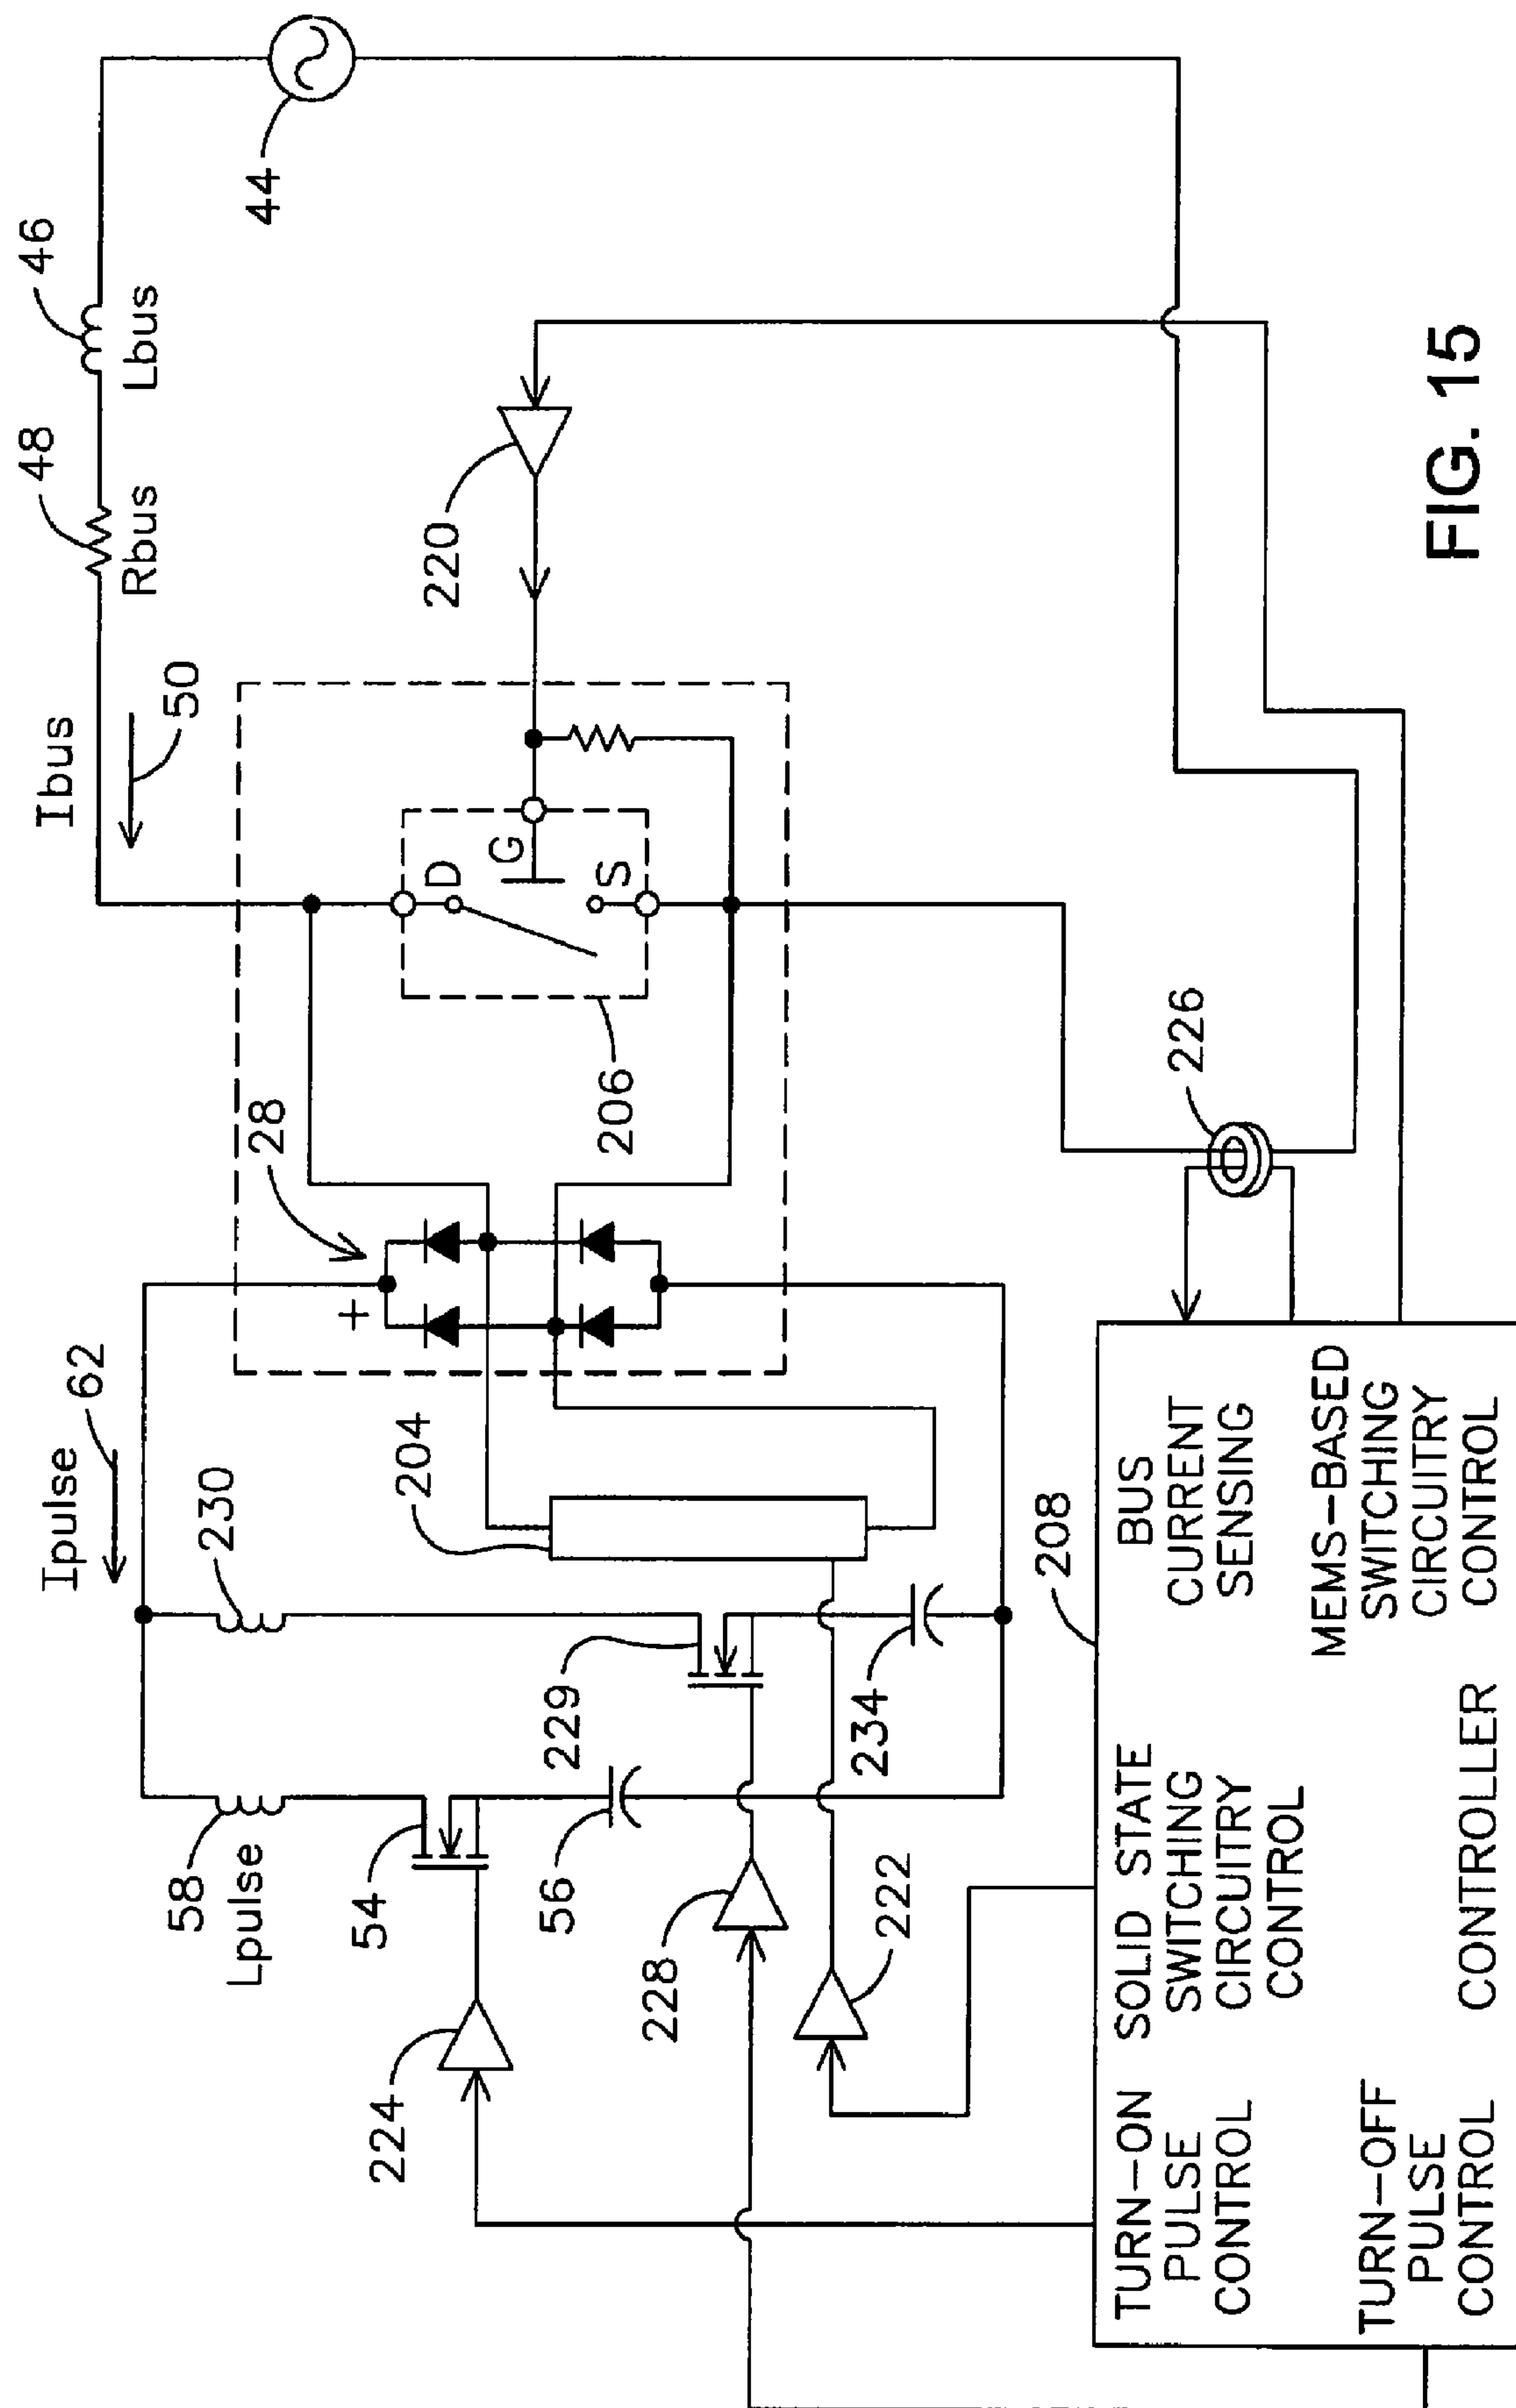 Ipulse
62
Ibus
50
48
Rbus
46
Lbus
44
58
Lpulse
230
54
229
204
+
28
D
G
S
206
220
56
234
224
228
222
208
226
TURN-ON
PULSE
CONTROL
SOLID STATE
SWITCHING
CIRCUITRY
CONTROL
BUS
CURRENT
SENSING
TURN-OFF
PULSE
CONTROL
CONTROLLER
MEMS-BASED
SWITCHING
CIRCUITRY
CONTROL
FIG. 15